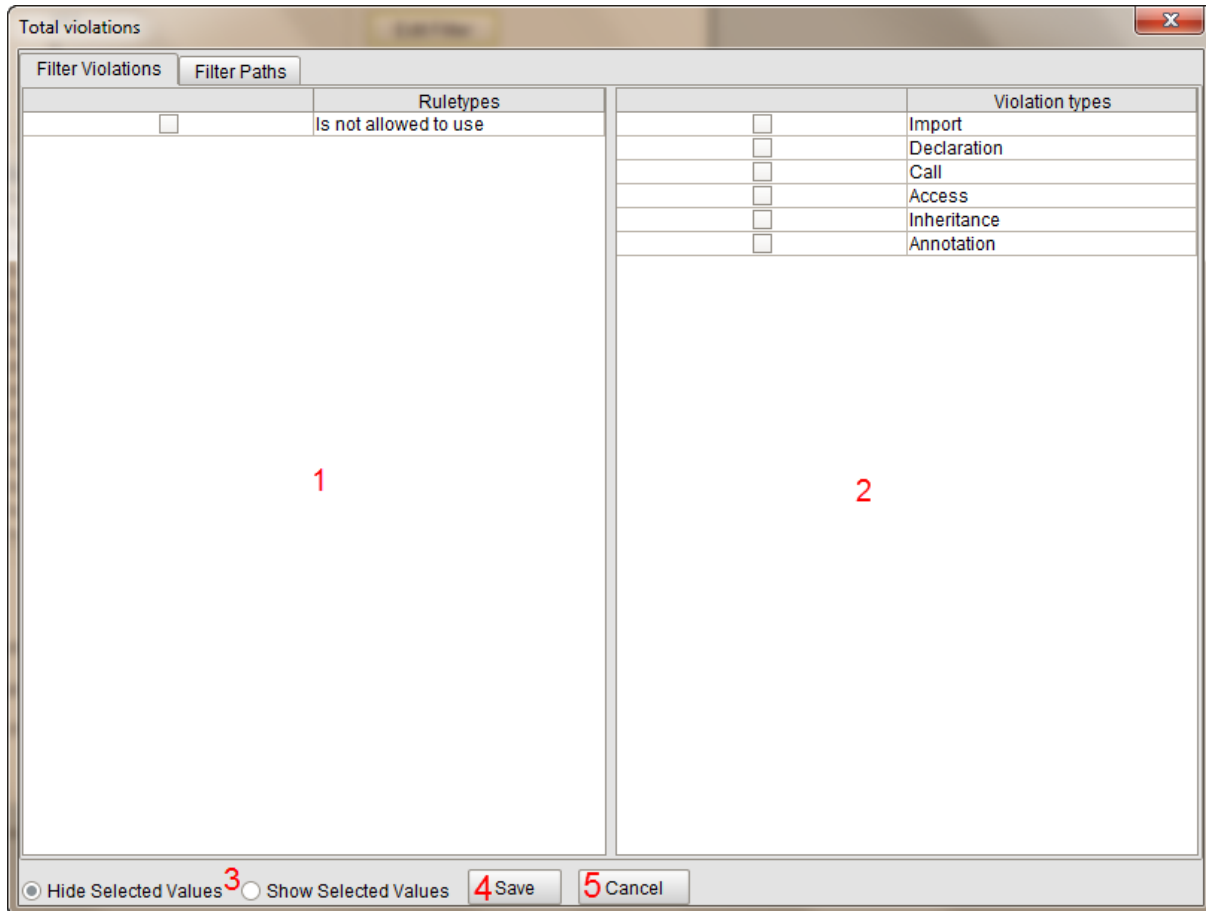 Total violations
Filter Violations Filter Paths
Ruletypes Violation types
Is not allowed to use Import
Declaration
Call
Access
Inheritance
Annotation
1
2
Hide Selected Values 3 Show Selected Values 4 Save 5 Cancel